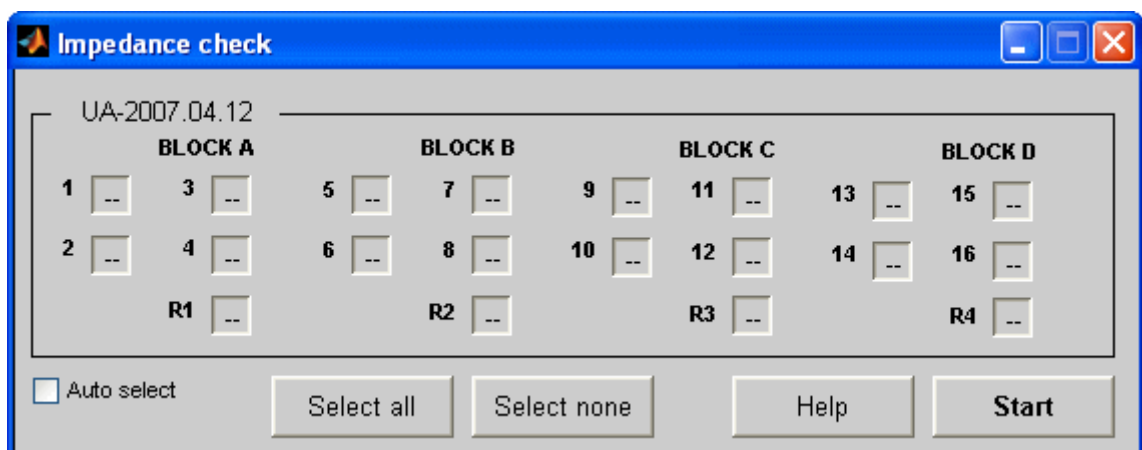 Impedance check
UA-2007.04.12
BLOCK A BLOCK B BLOCK C BLOCK D
1 -- 3 -- 5 -- 7 -- 9 -- 11 -- 13 -- 15 --
2 -- 4 -- 6 -- 8 -- 10 -- 12 -- 14 -- 16 --
R1 -- R2 -- R3 -- R4 --
Auto select Select all Select none Help Start